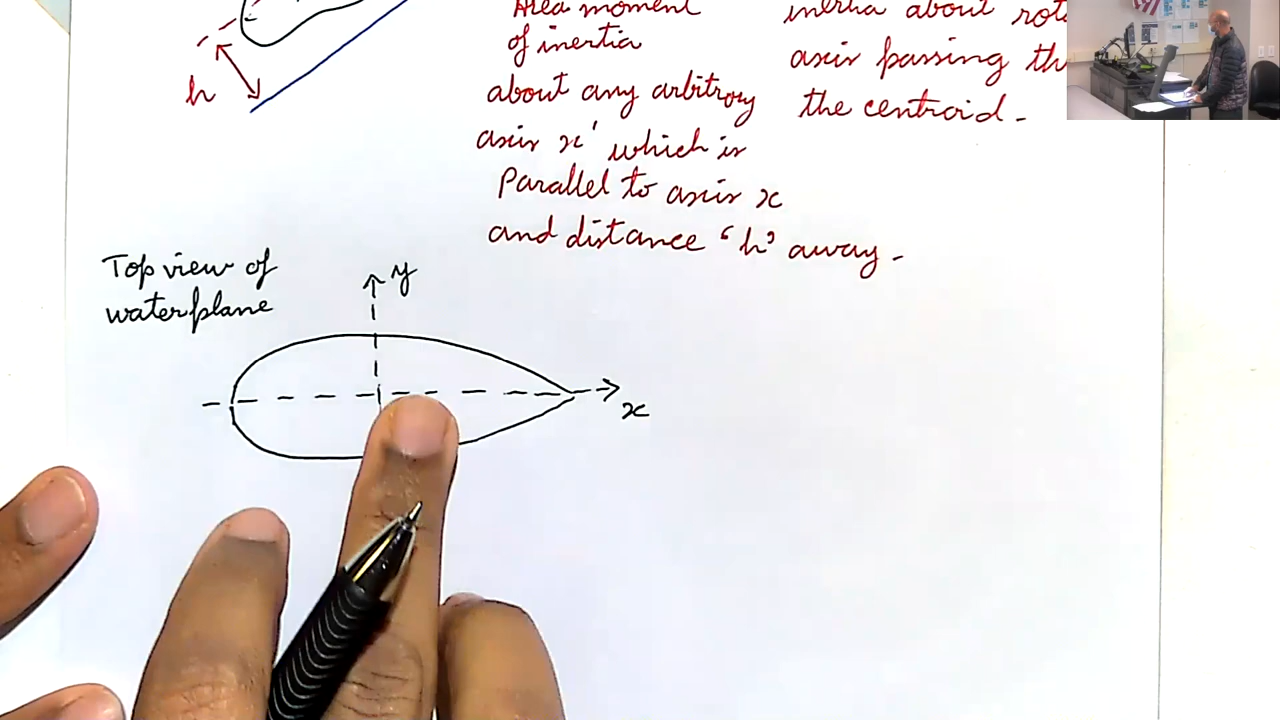 Area moment
of inertia
about any arbitrary
axis x' which is
Parallel to axis x
and distance 'h' away.
inertia about
axis passing
the centroid.
h
Top view of
waterplane
y
x